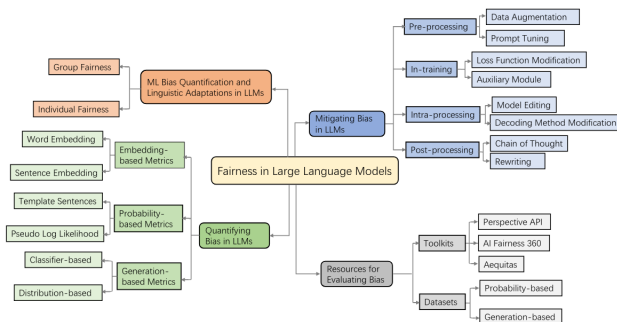 Fairness in Large Language Models
ML Bias Quantification and
Linguistic Adaptations in LLMs
Group Fairness
Individual Fairness
Quantifying
Bias in LLMs
Embedding-
based Metrics
Word Embedding
Sentence Embedding
Probability-
based Metrics
Template Sentences
Pseudo Log Likelihood
Generation-
based Metrics
Classifier-based
Distribution-based
Mitigating Bias
in LLMs
Pre-processing
Data Augmentation
Prompt Tuning
In-training
Loss Function Modification
Auxiliary Module
Intra-processing
Model Editing
Decoding Method Modification
Post-processing
Chain of Thought
Rewriting
Resources for
Evaluating Bias
Toolkits
Perspective API
AI Fairness 360
Aequitas
Datasets
Probability-based
Generation-based